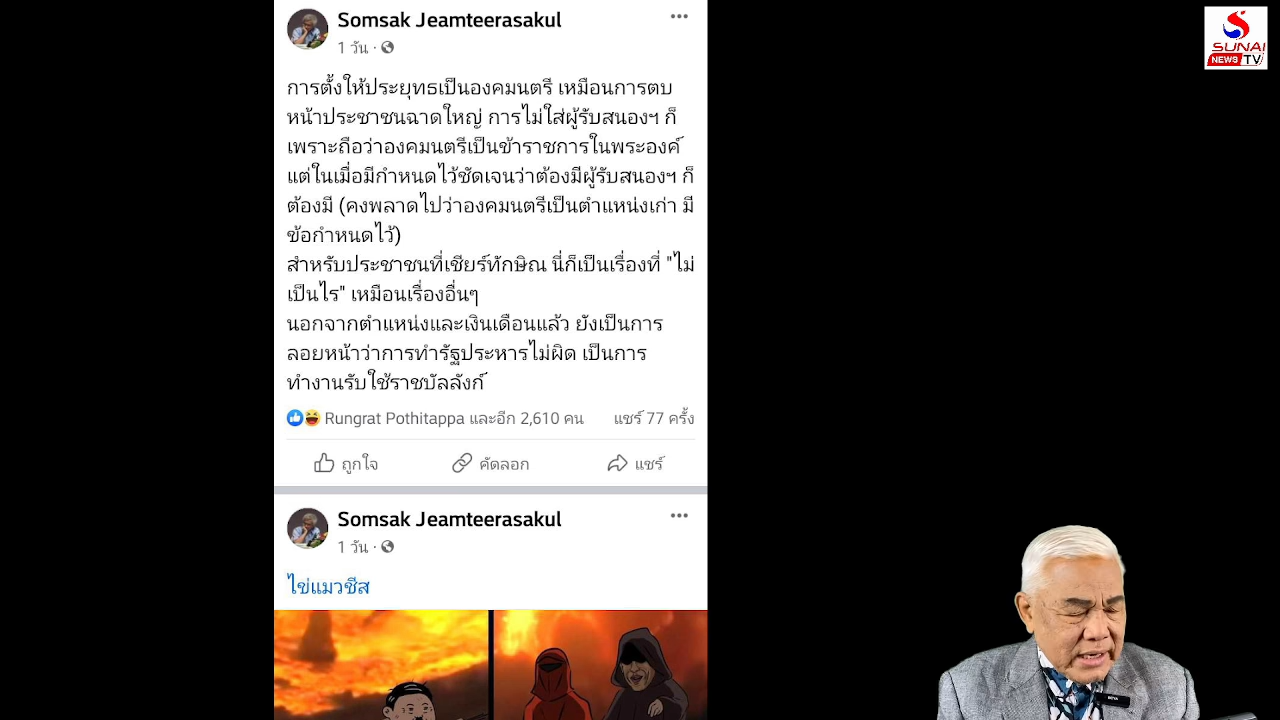 Somsak Jeamteerasakul
1 วัน ·
การตั้งให้ประยุทธเป็นองคมนตรี เหมือนการตบ
หน้าประชาชนฉาดใหญ่ การไม่ใส่ผู้รับสนองฯ ก็
เพราะถือว่าองคมนตรีเป็นข้าราชการในพระองค์
แต่ในเมื่อมีกำหนดไว้ชัดเจนว่าต้องมีผู้รับสนองฯ ก็
ต้องมี (คงพลาดไปว่าองคมนตรีเป็นตำแหน่งเก่า มี
ข้อกำหนดไว้)
สำหรับประชาชนที่เชียร์ทักษิณ นี่ก็เป็นเรื่องที่ "ไม่
เป็นไร" เหมือนเรื่องอื่นๆ
นอกจากตำแหน่งและเงินเดือนแล้ว ยังเป็นการ
ลอยหน้าว่าการทำรัฐประหารไม่ผิด เป็นการ
ทำงานรับใช้ราชบัลลังก์
Rungrat Pothitappa และอีก 2,610 คน แชร์ 77 ครั้ง
ถูกใจ คัดลอก แชร์
Somsak Jeamteerasakul
1 วัน ·
ไข่แมวชีส
SUNAI
NEWS TV
BOYA